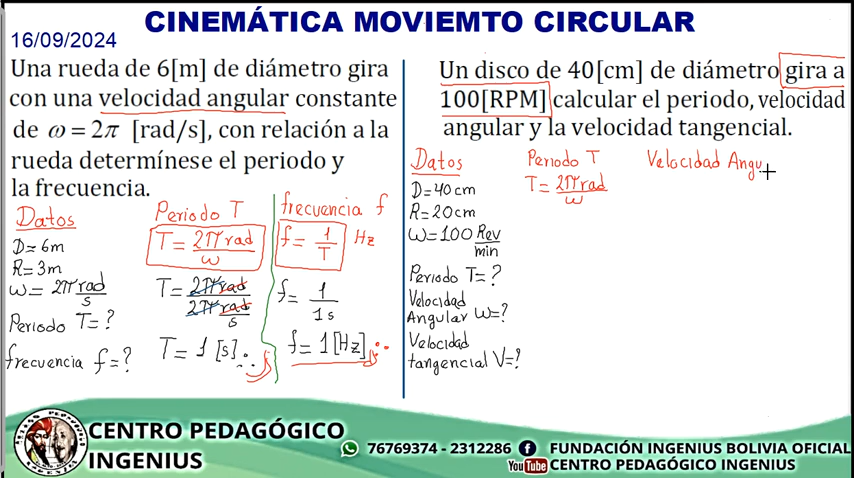 CINEMÁTICA MOVIEMTO CIRCULAR
16/09/2024
Una rueda de 6[m] de diámetro gira
con una velocidad angular constante
de ω = 2π [rad/s], con relación a la
rueda determínese el periodo y
la frecuencia.
Datos
D=6m
R=3m
ω= 2π rad/s
Periodo T=?
frecuencia f=?
Periodo T
T= 2π rad/ω
T= 2π rad/2π rad/s
T= 1 [s]
frecuencia f
f= 1/T Hz
f= 1/1s
f= 1[Hz]
Un disco de 40[cm] de diámetro gira a
100[RPM] calcular el periodo, velocidad
angular y la velocidad tangencial.
Datos
D=40cm
R=20cm
ω=100 Rev/min
Periodo T=?
Velocidad
Angular ω=?
Velocidad
tangencial V=?
Periodo T
T= 2π rad/ω
Velocidad Angu
CENTRO PEDAGÓGICO
INGENIUS
76769374 - 2312286
FUNDACIÓN INGENIUS BOLIVIA OFICIAL
YouTube CENTRO PEDAGÓGICO INGENIUS